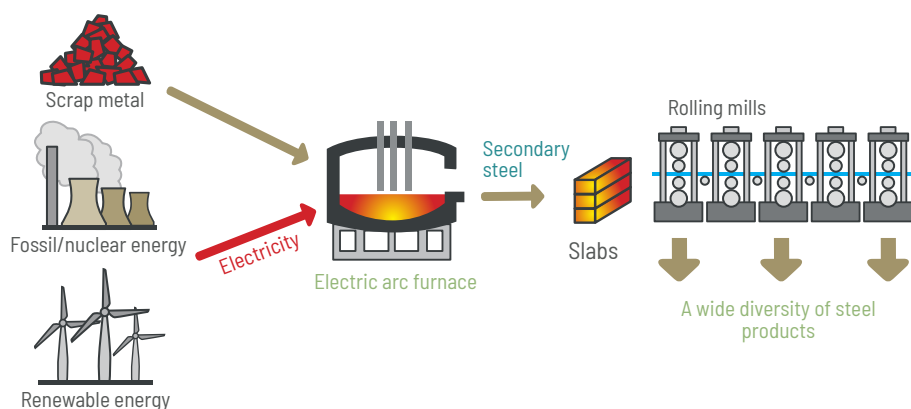 Scrap metal
Fossil/nuclear energy
Renewable energy
Electricity
Electric arc furnace
Secondary
steel
Slabs
Rolling mills
A wide diversity of steel
products